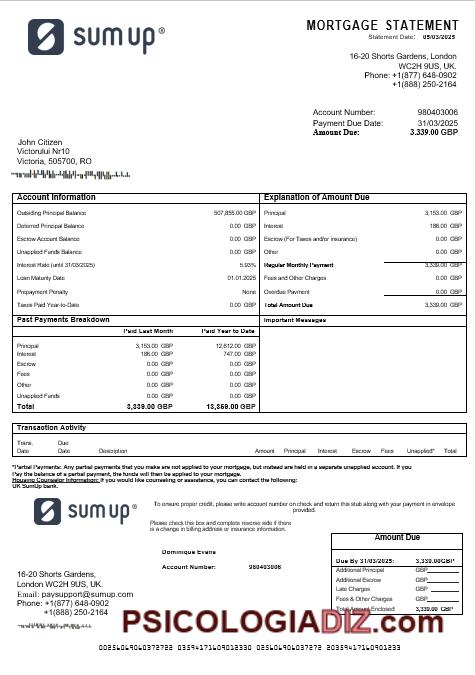 sumup®
MORTGAGE STATEMENT
Statement Date: 05/03/2025
16-20 Shorts Gardens, London
WC2H 9US, UK.
Phone: +1(877) 648-0902
+1(888) 250-2164
Account Number: 980403006
Payment Due Date: 31/03/2025
Amount Due: 3,339.00 GBP
John Citizen
Victorului Nr10
Victoria, 505700, RO
Account Information
Outsiding Principal Balance 507,855.00 GBP
Deferred Principal Balance 0.00 GBP
Escrow Account Balance 0.00 GBP
Unapplied Funds Balance 0.00 GBP
Interest Rate (until 31/03/2025) 5.93%
Loan Maturity Date 01.01.2025
Prepayment Penalty None
Taxes Paid Year-to-Date 0.00 GBP
Explanation of Amount Due
Principal 3,153.00 GBP
Interest 186.00 GBP
Escrow (For Taxes and/or insurance) 0.00 GBP
Other 0.00 GBP
Regular Monthly Payment 3,339.00 GBP
Fees and Other Charges 0.00 GBP
Overdue Payment 0.00 GBP
Total Amount Due 3,339.00 GBP
Past Payments Breakdown
Paid Last Month Paid Year to Date
Principal 3,153.00 GBP 12,612.00 GBP
Interest 186.00 GBP 747.00 GBP
Escrow 0.00 GBP 0.00 GBP
Fees 0.00 GBP 0.00 GBP
Other 0.00 GBP 0.00 GBP
Unapplied Funds 0.00 GBP 0.00 GBP
Total 3,339.00 GBP 13,359.00 GBP
Important Messages
Transaction Activity
Trans. Date Due Date Description Amount Principal Interest Escrow Fees Unapplied* Total
*Partial Payments: Any partial payments that you make are not applied to your mortgage, but instead are held in a separate unapplied account. If you
Pay the balance of a partial payment, the funds will then be applied to your mortgage.
Housing Counselor Information: If you would like counseling or assistance, you can contact the following:
UK SumUp bank.
sumup®
To ensure proper credit, please write account number on check and return this stub along with your payment in envelope
provided.
Please check this box and complete reverse side if there
is a change in billing address or insurance information.
Dominique Evans
Account Number: 980403006
Amount Due
Due By 31/03/2025: 3,339.00GBP
Additional Principal GBP
Additional Escrow GBP
Late Charges GBP
Fees & Other Charges GBP
Total Amount Enclosed 3,339.00 GBP
16-20 Shorts Gardens,
London WC2H 9US, UK.
Email: paysupport@sumup.com
Phone: +1(877) 648-0902
+1(888) 250-2164
PSICOLOGIADIZ.com